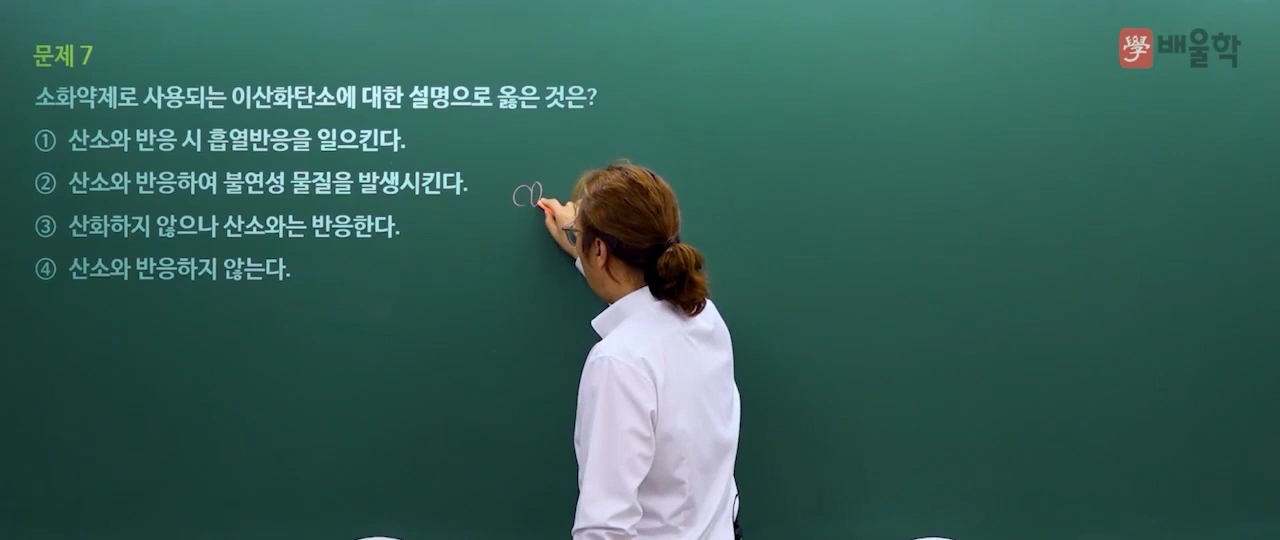 문제 7
學 배울학
소화약제로 사용되는 이산화탄소에 대한 설명으로 옳은 것은?
① 산소와 반응 시 흡열반응을 일으킨다.
② 산소와 반응하여 불연성 물질을 발생시킨다.
CO
③ 산화하지 않으나 산소와는 반응한다.
④ 산소와 반응하지 않는다.